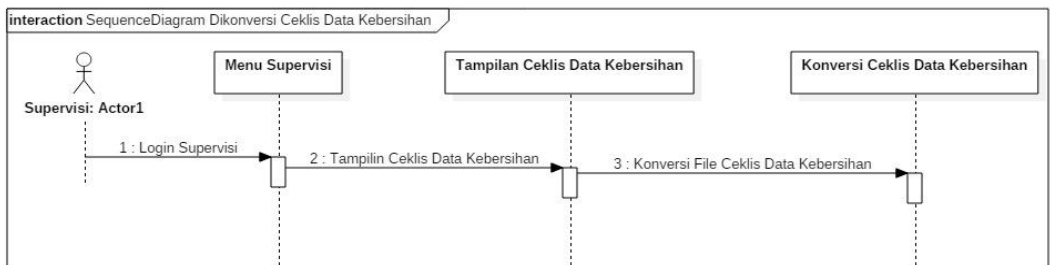 interaction SequenceDiagram Dikonversi Ceklis Data Kebersihan
Menu Supervisi
Tampilan Ceklis Data Kebersihan
Konversi Ceklis Data Kebersihan
Supervisi: Actor1
1 : Login Supervisi
2 : Tampilin Ceklis Data Kebersihan
3 : Konversi File Ceklis Data Kebersihan